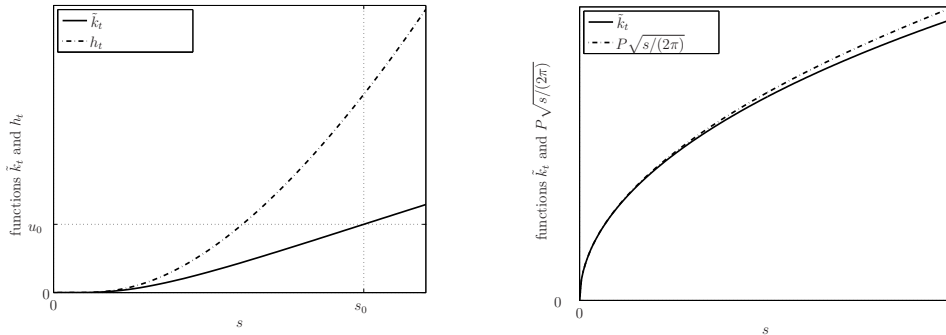 k̃_t
h_t
functions k̃_t and h_t
u_0
0
0
s_0
s
k̃_t
P√s/(2π)
functions k̃_t and P√s/(2π)
0
0
s